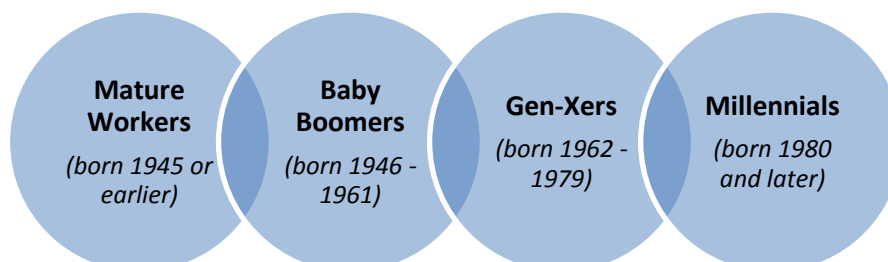 Mature
Workers
(born 1945 or
earlier)
Baby
Boomers
(born 1946 -
1961)
Gen-Xers
(born 1962 -
1979)
Millennials
(born 1980
and later)